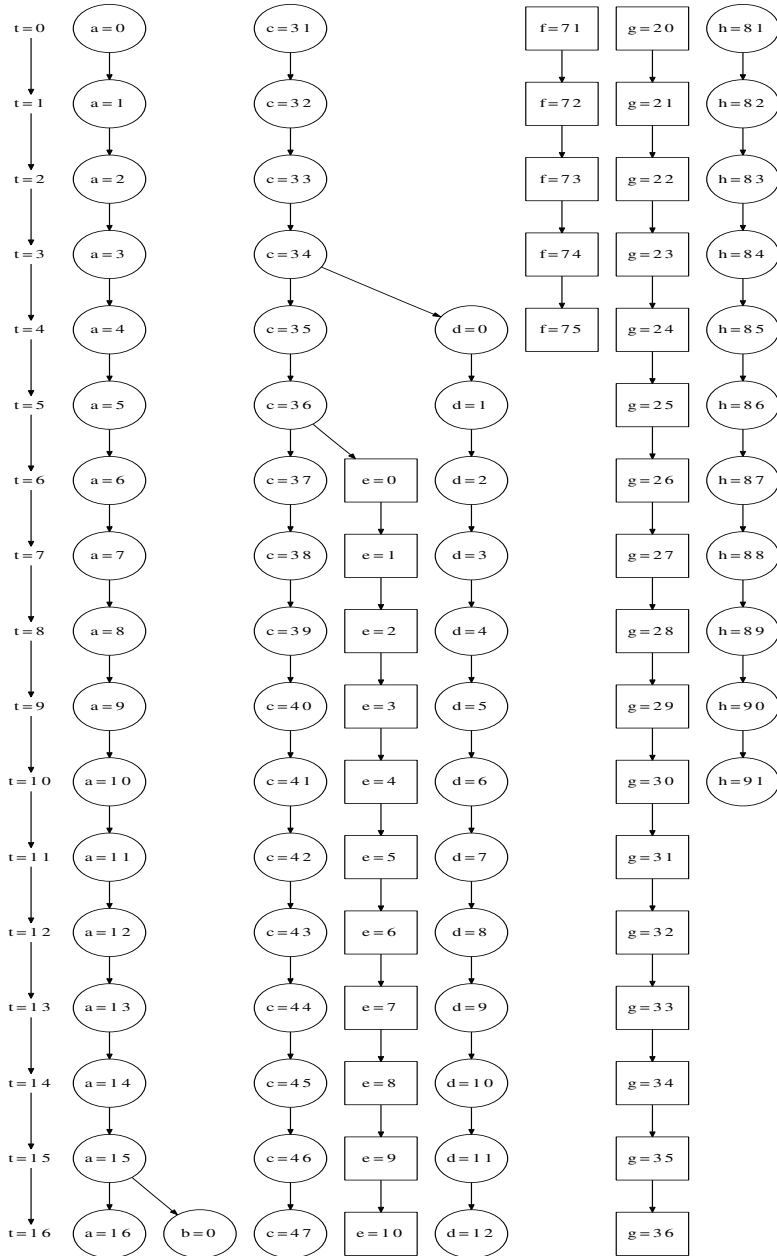 t=0 a=0 c=31 f=71 g=20 h=81
t=1 a=1 c=32 f=72 g=21 h=82
t=2 a=2 c=33 f=73 g=22 h=83
t=3 a=3 c=34 f=74 g=23 h=84
t=4 a=4 c=35 d=0 f=75 g=24 h=85
t=5 a=5 c=36 d=1 g=25 h=86
t=6 a=6 c=37 e=0 d=2 g=26 h=87
t=7 a=7 c=38 e=1 d=3 g=27 h=88
t=8 a=8 c=39 e=2 d=4 g=28 h=89
t=9 a=9 c=40 e=3 d=5 g=29 h=90
t=10 a=10 c=41 e=4 d=6 g=30 h=91
t=11 a=11 c=42 e=5 d=7 g=31
t=12 a=12 c=43 e=6 d=8 g=32
t=13 a=13 c=44 e=7 d=9 g=33
t=14 a=14 c=45 e=8 d=10 g=34
t=15 a=15 c=46 e=9 d=11 g=35
t=16 a=16 b=0 c=47 e=10 d=12 g=36